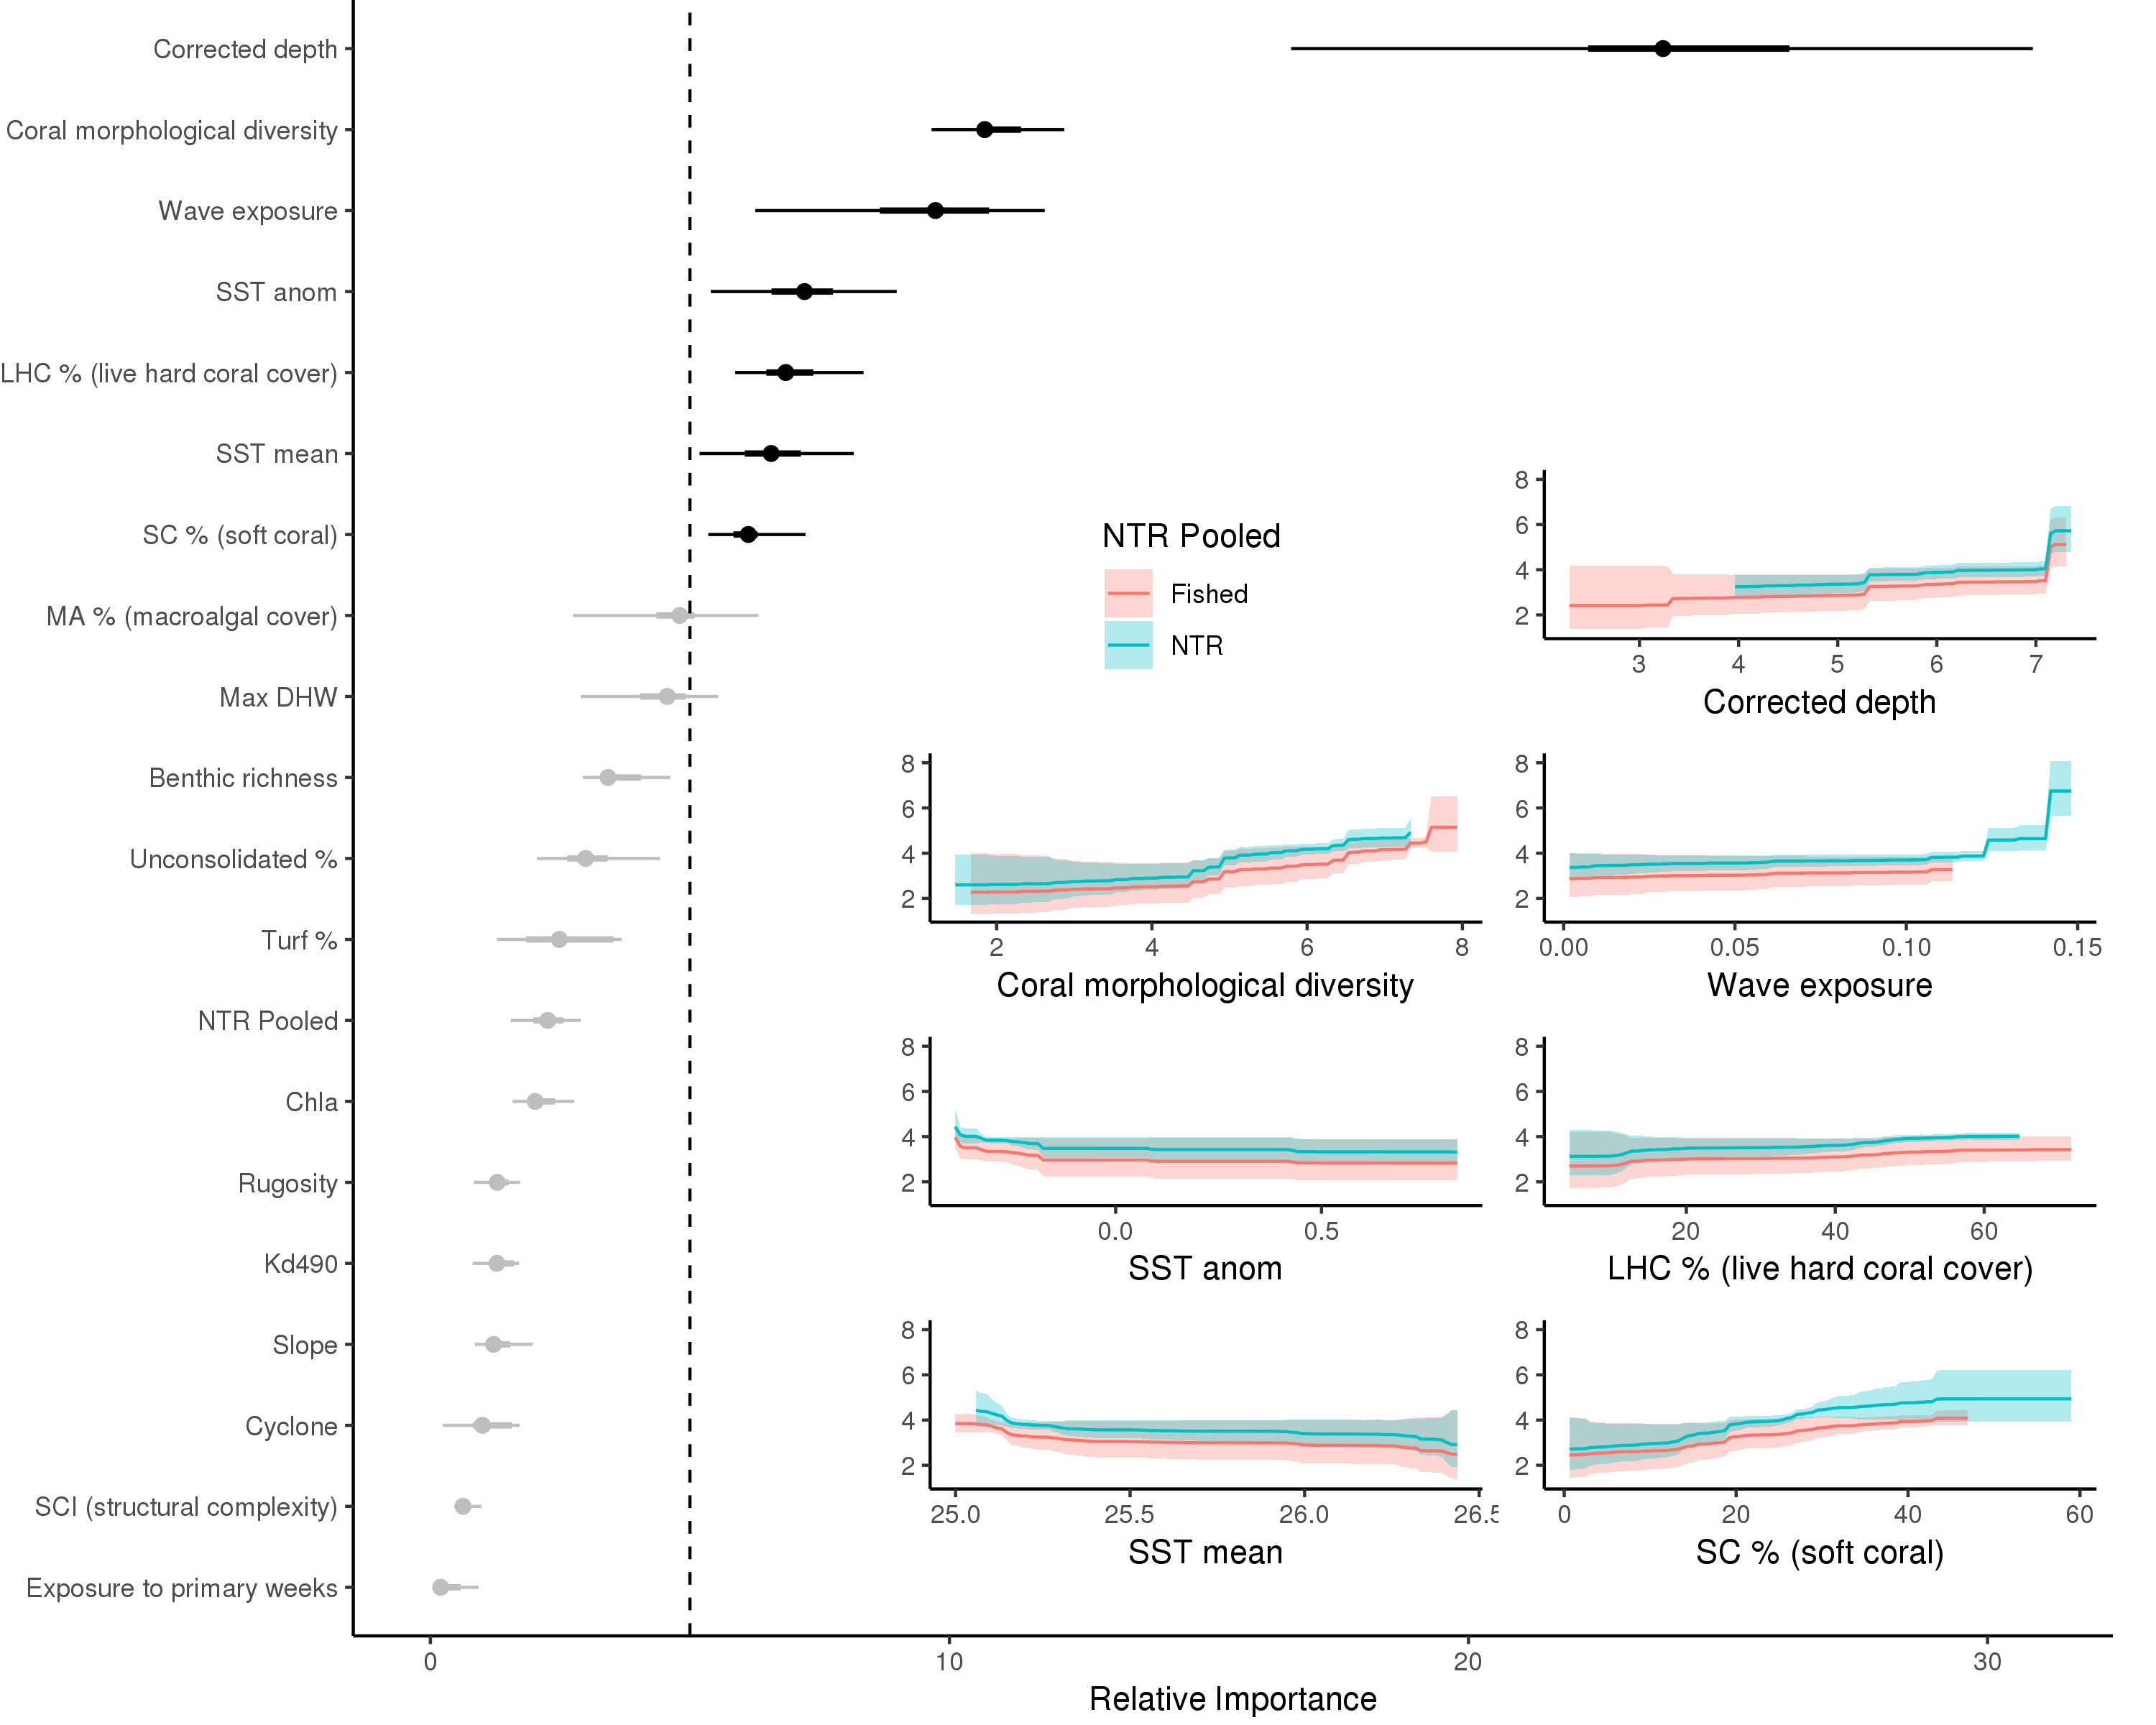 Corrected depth
Coral morphological diversity
Wave exposure
SST anom
LHC % (live hard coral cover)
SST mean
SC % (soft coral)
MA % (macroalgal cover)
Max DHW
Benthic richness
Unconsolidated %
Turf %
NTR Pooled
Chla
Rugosity
Kd490
Slope
Cyclone
SCI (structural complexity)
Exposure to primary weeks
0 10 20 30
Relative Importance
NTR Pooled
Fished
NTR
8
6
4
2
3 4 5 6 7
Corrected depth
8
6
4
2
2 4 6 8
Coral morphological diversity
8
6
4
2
0.00 0.05 0.10 0.15
Wave exposure
8
6
4
2
0.0 0.5
SST anom
8
6
4
2
20 40 60
LHC % (live hard coral cover)
8
6
4
2
25.0 25.5 26.0 26.5
SST mean
8
6
4
2
0 20 40 60
SC % (soft coral)